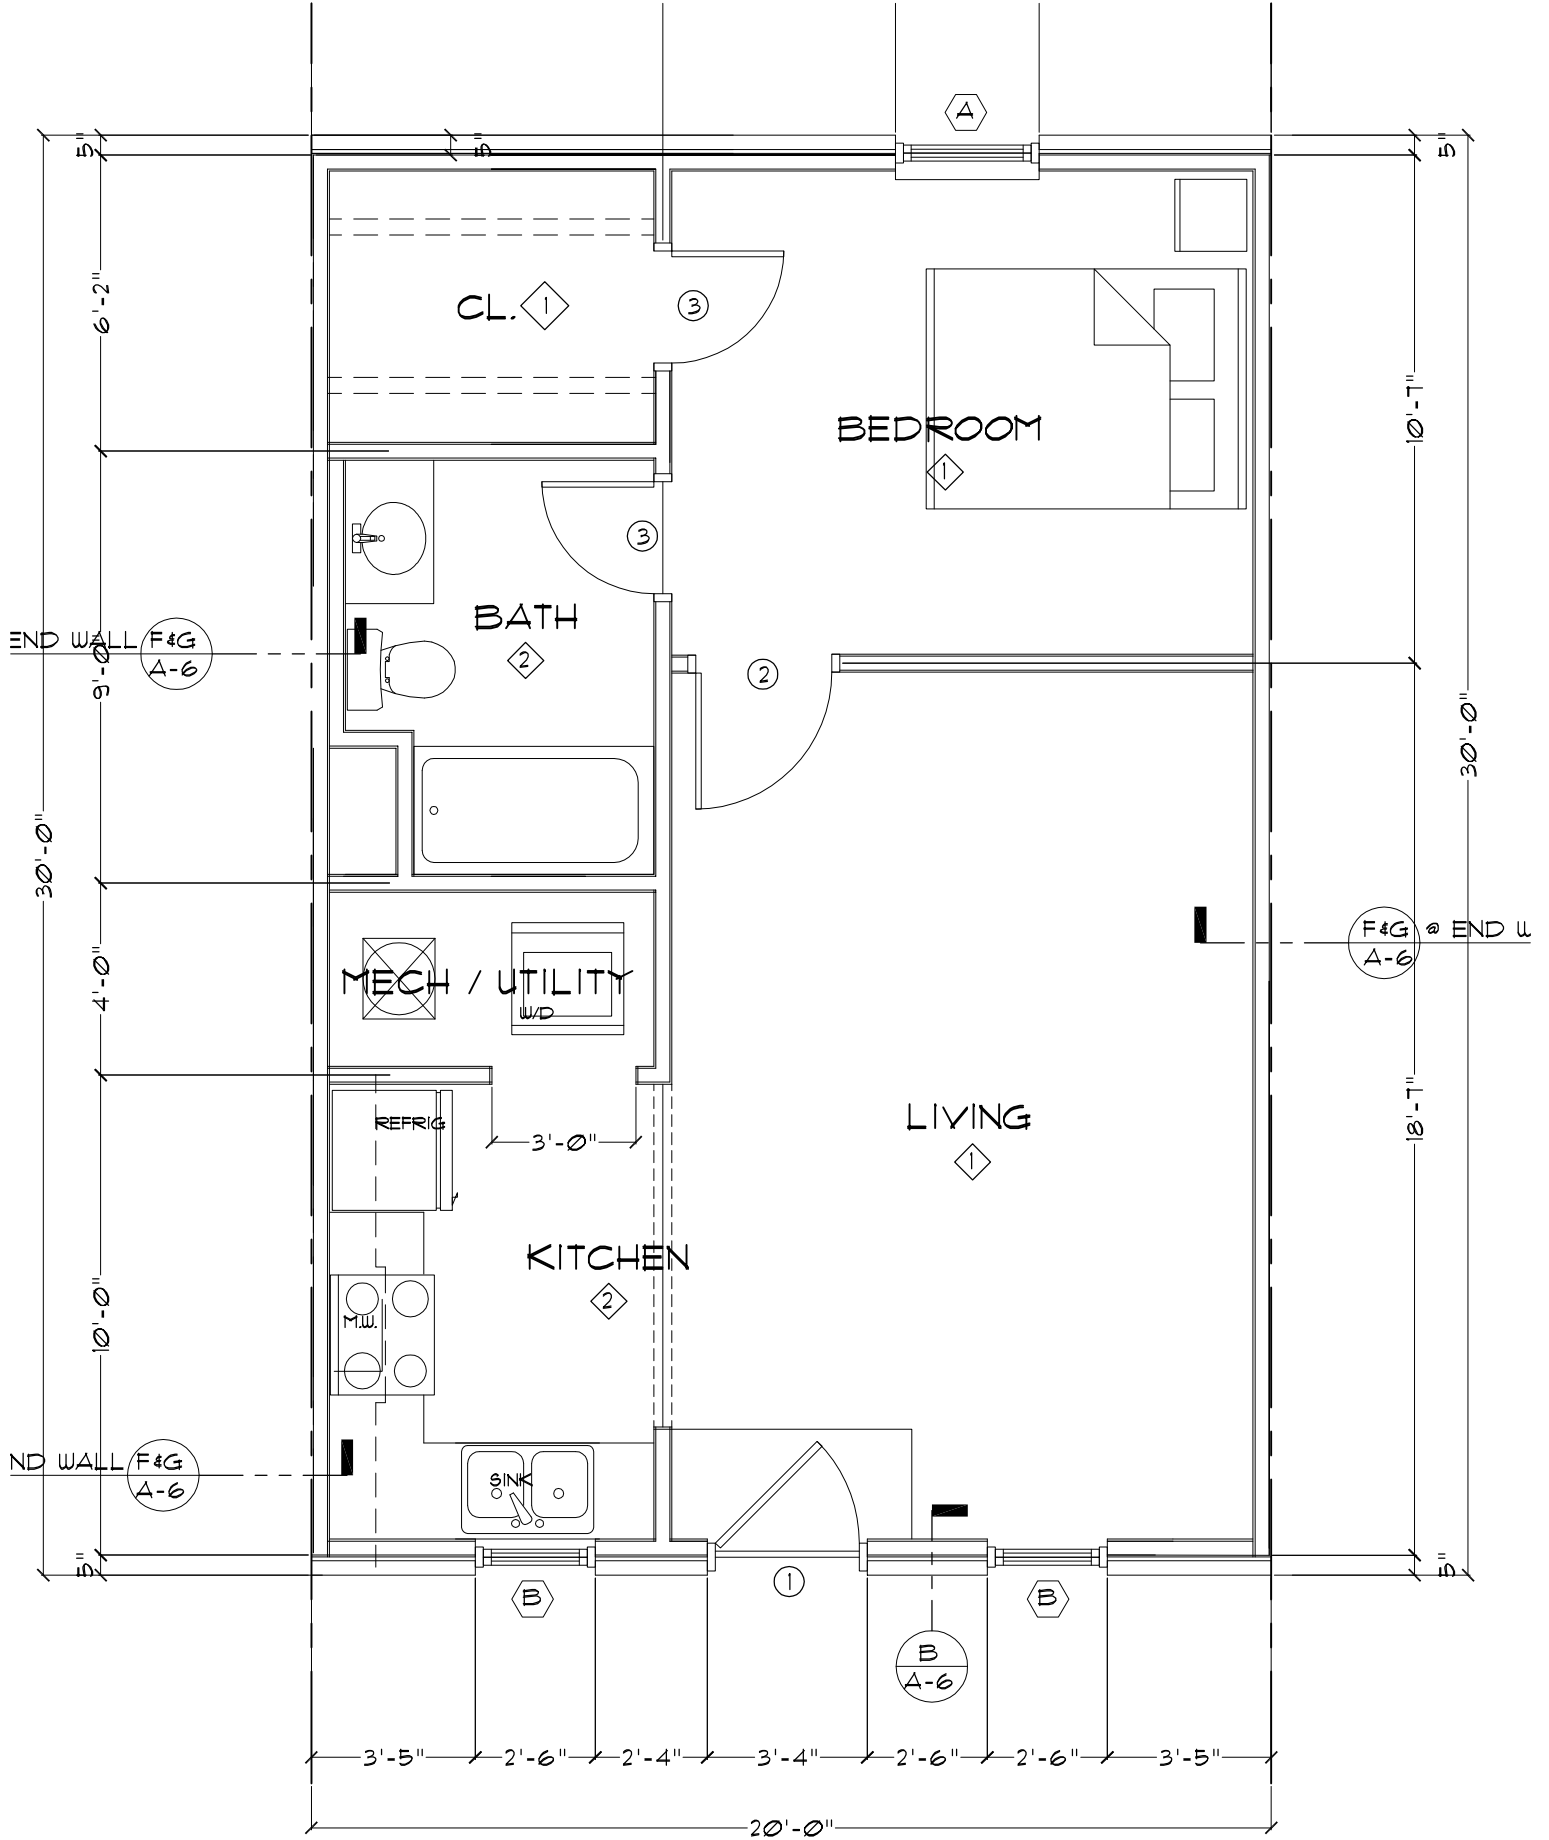 A
5"
5"
5"
6'-2"
CL. 1
3
10'-7"
BEDROOM
1
3
BATH
2
END WALL F&G
A-6
9'-0"
2
30'-0"
30'-0"
F&G @ END W
A-6
4'-0"
MECH / UTILITY
W/D
REFRIG
3'-0"
LIVING
1
18'-7"
KITCHEN
2
10'-0"
M.W.
ND WALL F&G
A-6
SINK
5"
5"
1
B
B
B
A-6
3'-5" 2'-6" 2'-4" 3'-4" 2'-6" 2'-6" 3'-5"
20'-0"